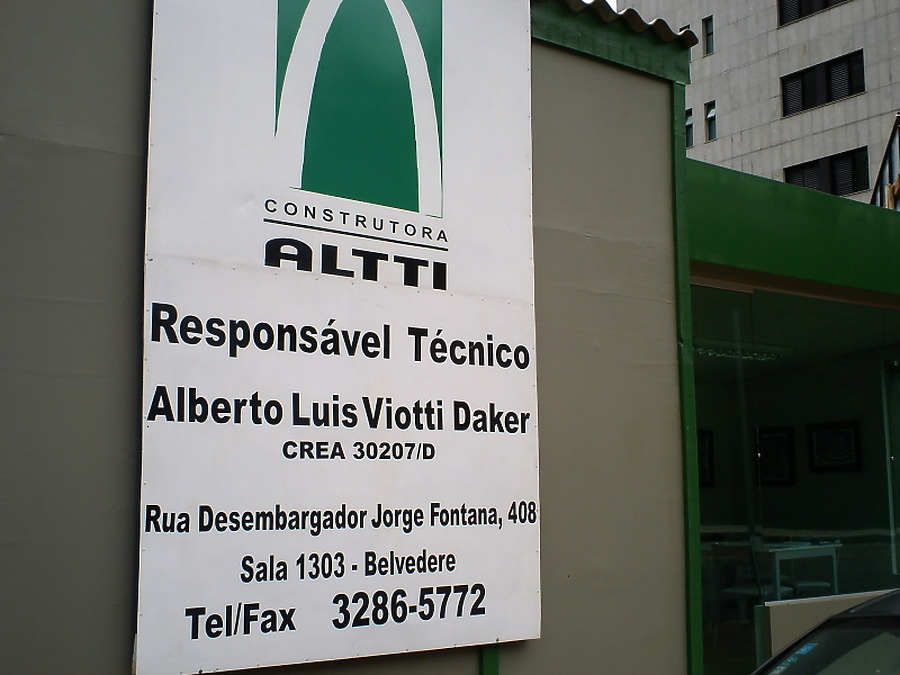 CONSTRUTORA
ALTTI
Responsável Técnico
Alberto Luis Viotti Daker
CREA 30207/D
Rua Desembargador Jorge Fontana, 408
Sala 1303 - Belvedere
Tel/Fax 3286-5772